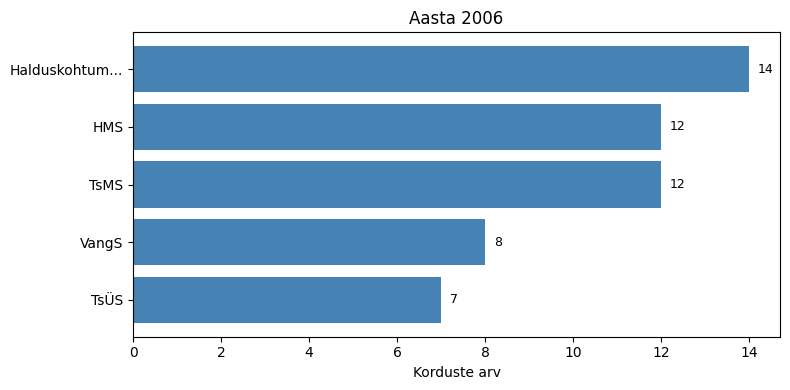 Aasta 2006
Halduskohtum... 14
HMS 12
TsMS 12
VangS 8
TsÜS 7
0 2 4 6 8 10 12 14
Korduste arv